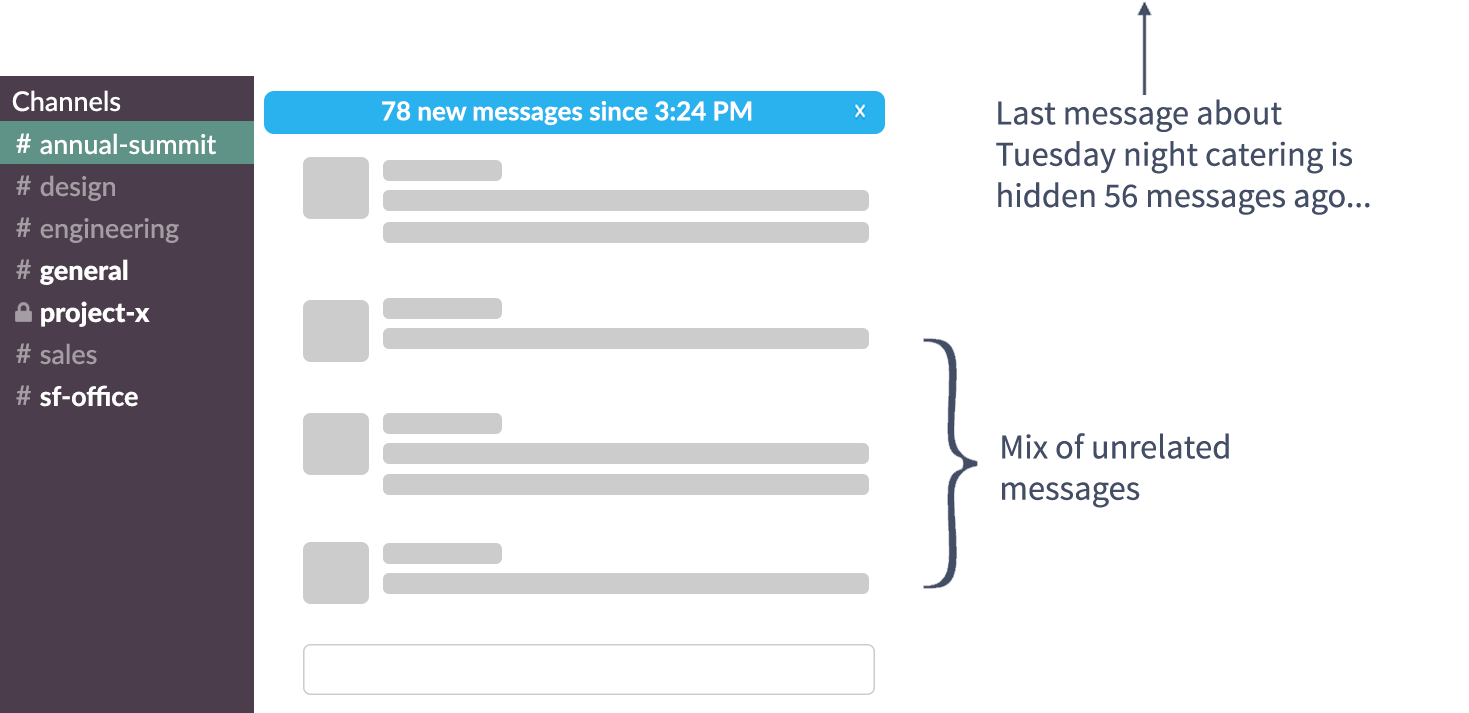 Channels
# annual-summit
# design
# engineering
# general
project-x
# sales
# sf-office
78 new messages since 3:24 PM x
Last message about
Tuesday night catering is
hidden 56 messages ago...
Mix of unrelated
messages